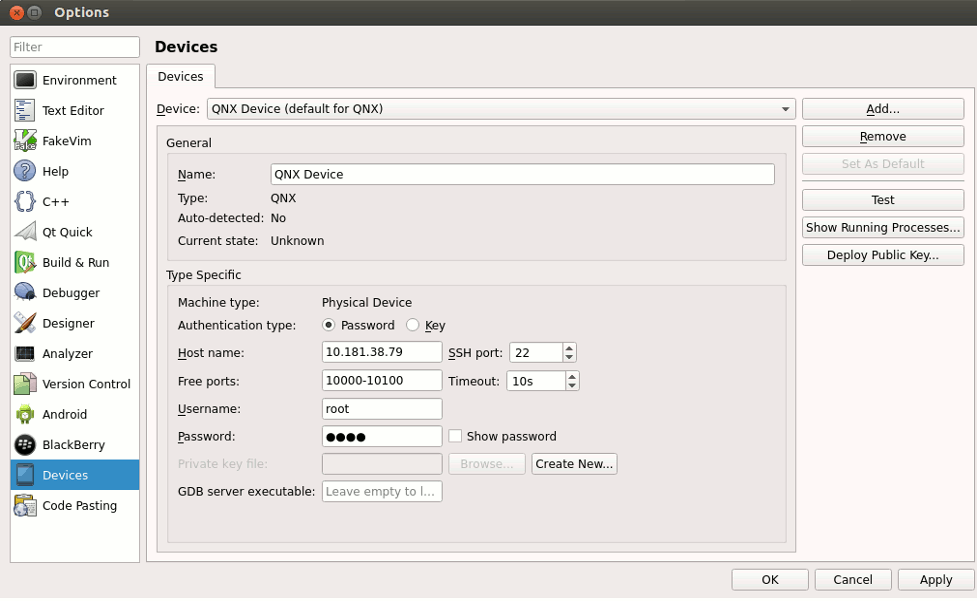 Options
Filter
Environment
Text Editor
FakeVim
Help
C++
Qt Quick
Build & Run
Debugger
Designer
Analyzer
Version Control
Android
BlackBerry
Devices
Code Pasting
Devices
Devices
Device: QNX Device (default for QNX)
General
Name: QNX Device
Type: QNX
Auto-detected: No
Current state: Unknown
Type Specific
Machine type: Physical Device
Authentication type: Password Key
Host name: 10.181.38.79 SSH port: 22
Free ports: 10000-10100 Timeout: 10s
Username: root
Password: ●●●● Show password
Private key file: Browse... Create New...
GDB server executable: Leave empty to l...
Add...
Remove
Set As Default
Test
Show Running Processes...
Deploy Public Key...
OK Cancel Apply